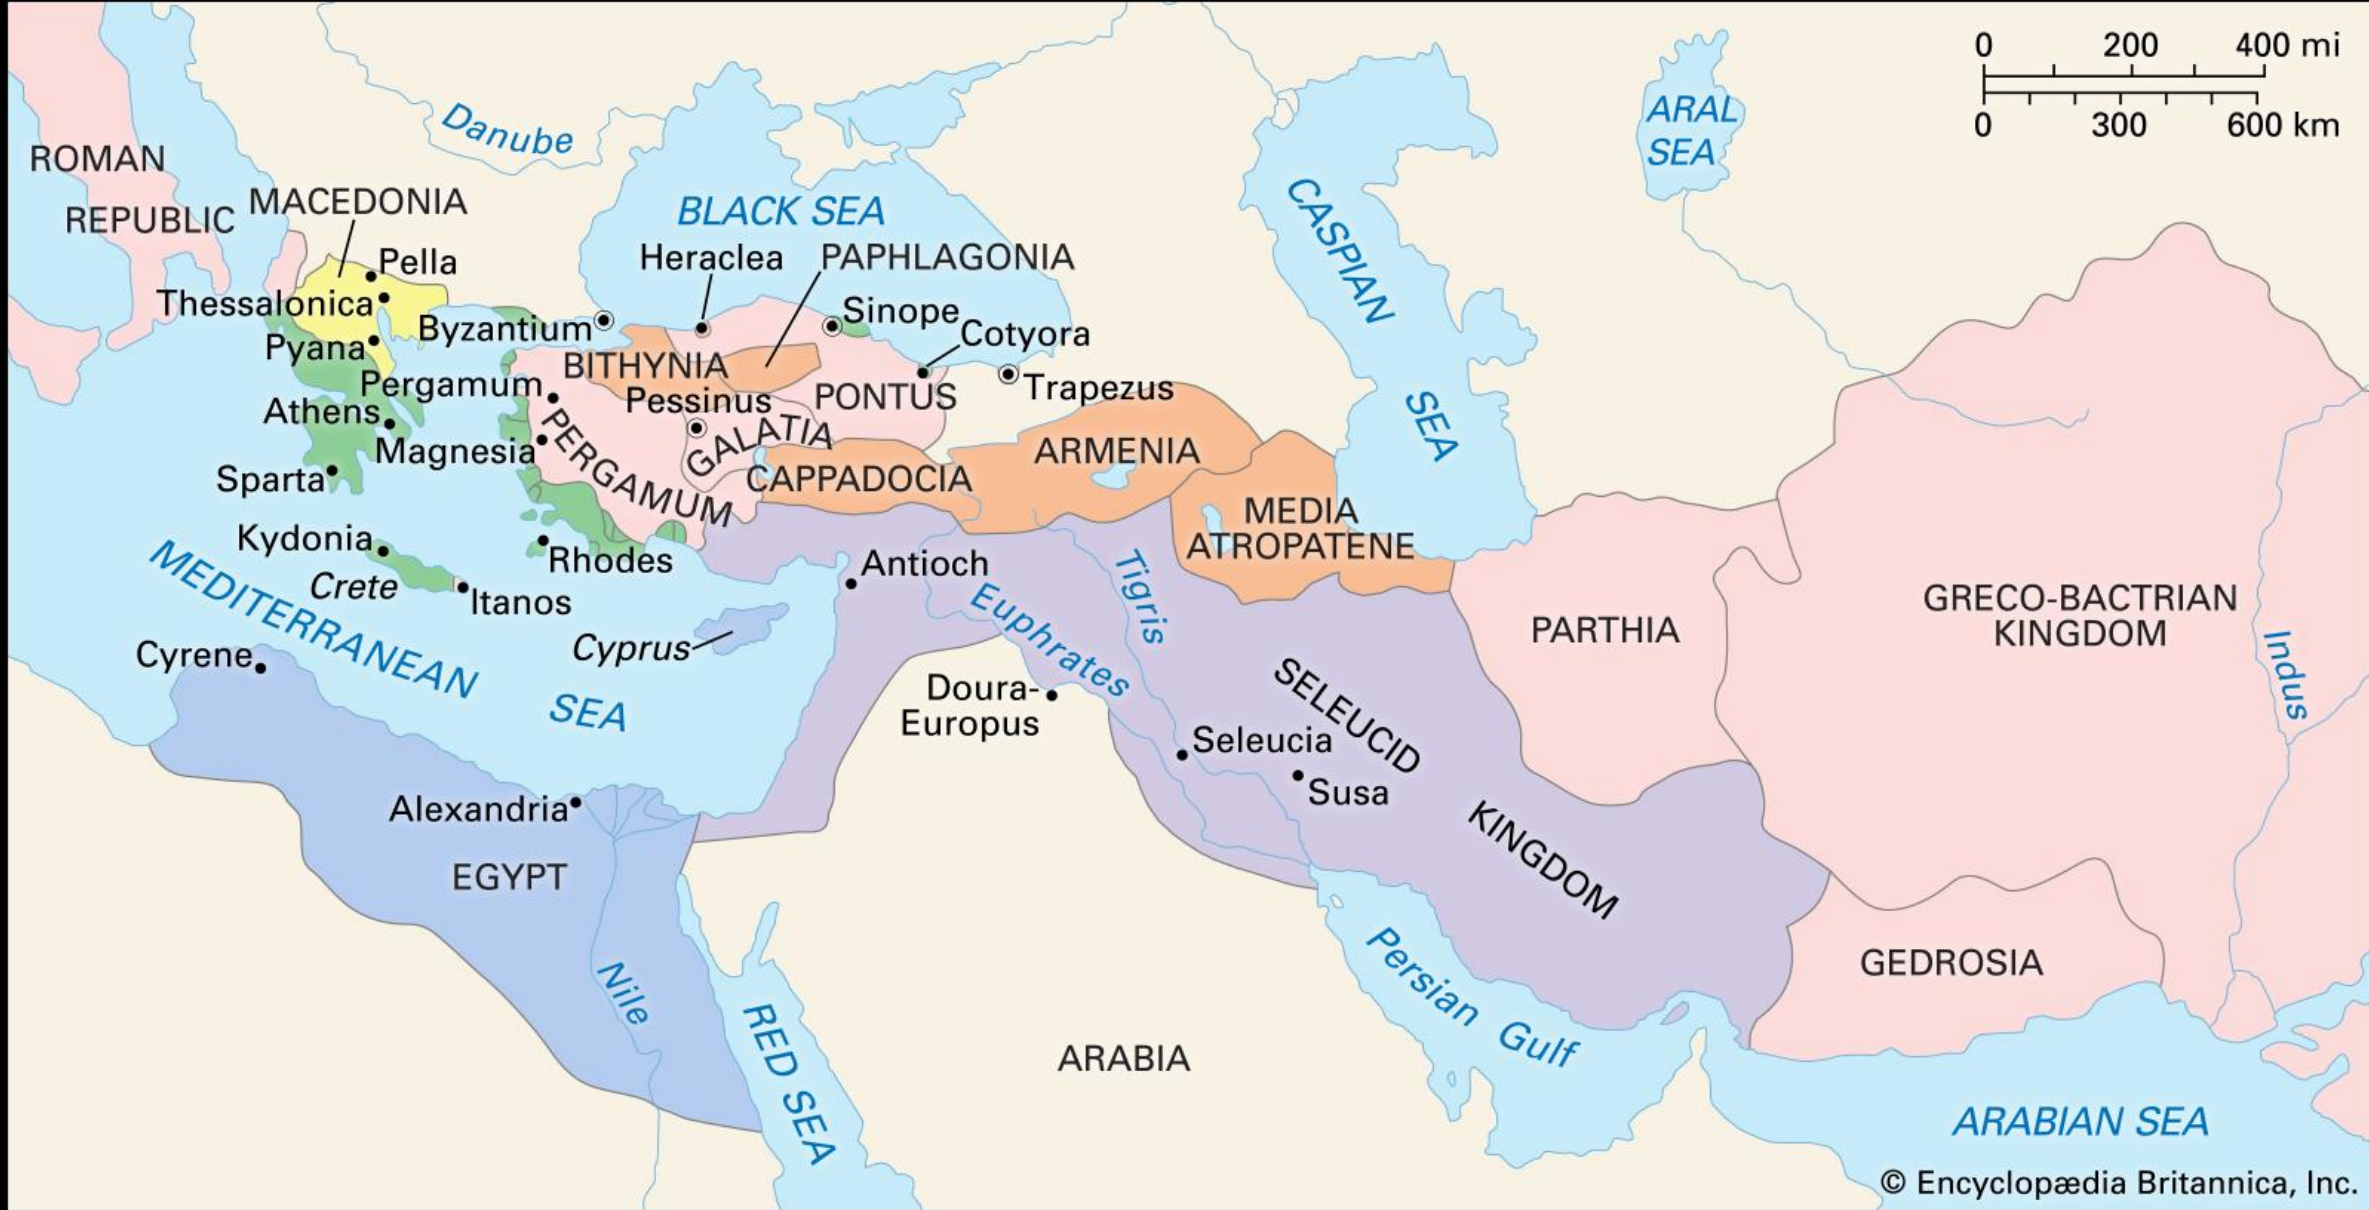 0 200 400 mi
0 300 600 km
ROMAN
REPUBLIC
MACEDONIA
Danube
BLACK SEA
CASPIAN
SEA
ARAL
SEA
Pella
Thessalonica
Pyana
Byzantium
Heraclea
PAPHLAGONIA
Sinope
Cotyora
Trapezus
BITHYNIA
Pergamum
Pessinus
PONTUS
Athens
Magnesia
PERGAMUM
GALATIA
CAPPADOCIA
ARMENIA
MEDIA
ATROPATENE
Sparta
Kydonia
Crete
Itanos
Rhodes
Antioch
MEDITERRANEAN
SEA
Cyprus
Cyrene
Euphrates
Tigris
Doura-
Europus
Seleucia
Susa
SELEUCID
KINGDOM
PARTHIA
GRECO-BACTRIAN
KINGDOM
Indus
Alexandria
EGYPT
Nile
RED SEA
ARABIA
Persian Gulf
GEDROSIA
ARABIAN SEA
© Encyclopædia Britannica, Inc.